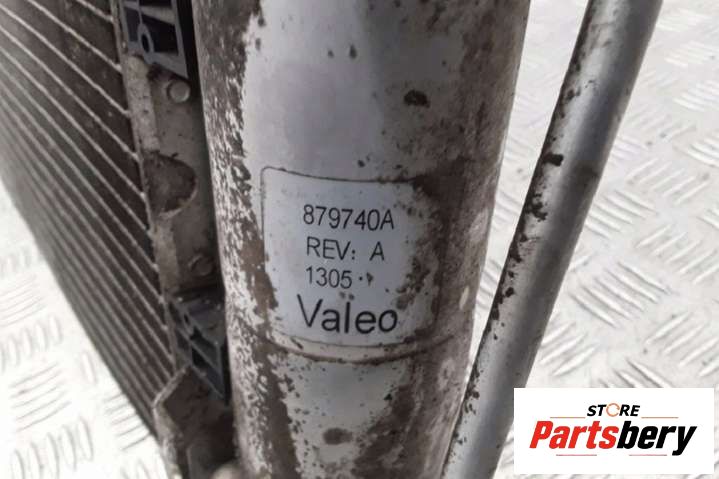 879740A
REV: A
1305
Valeo
STORE
Partsbery